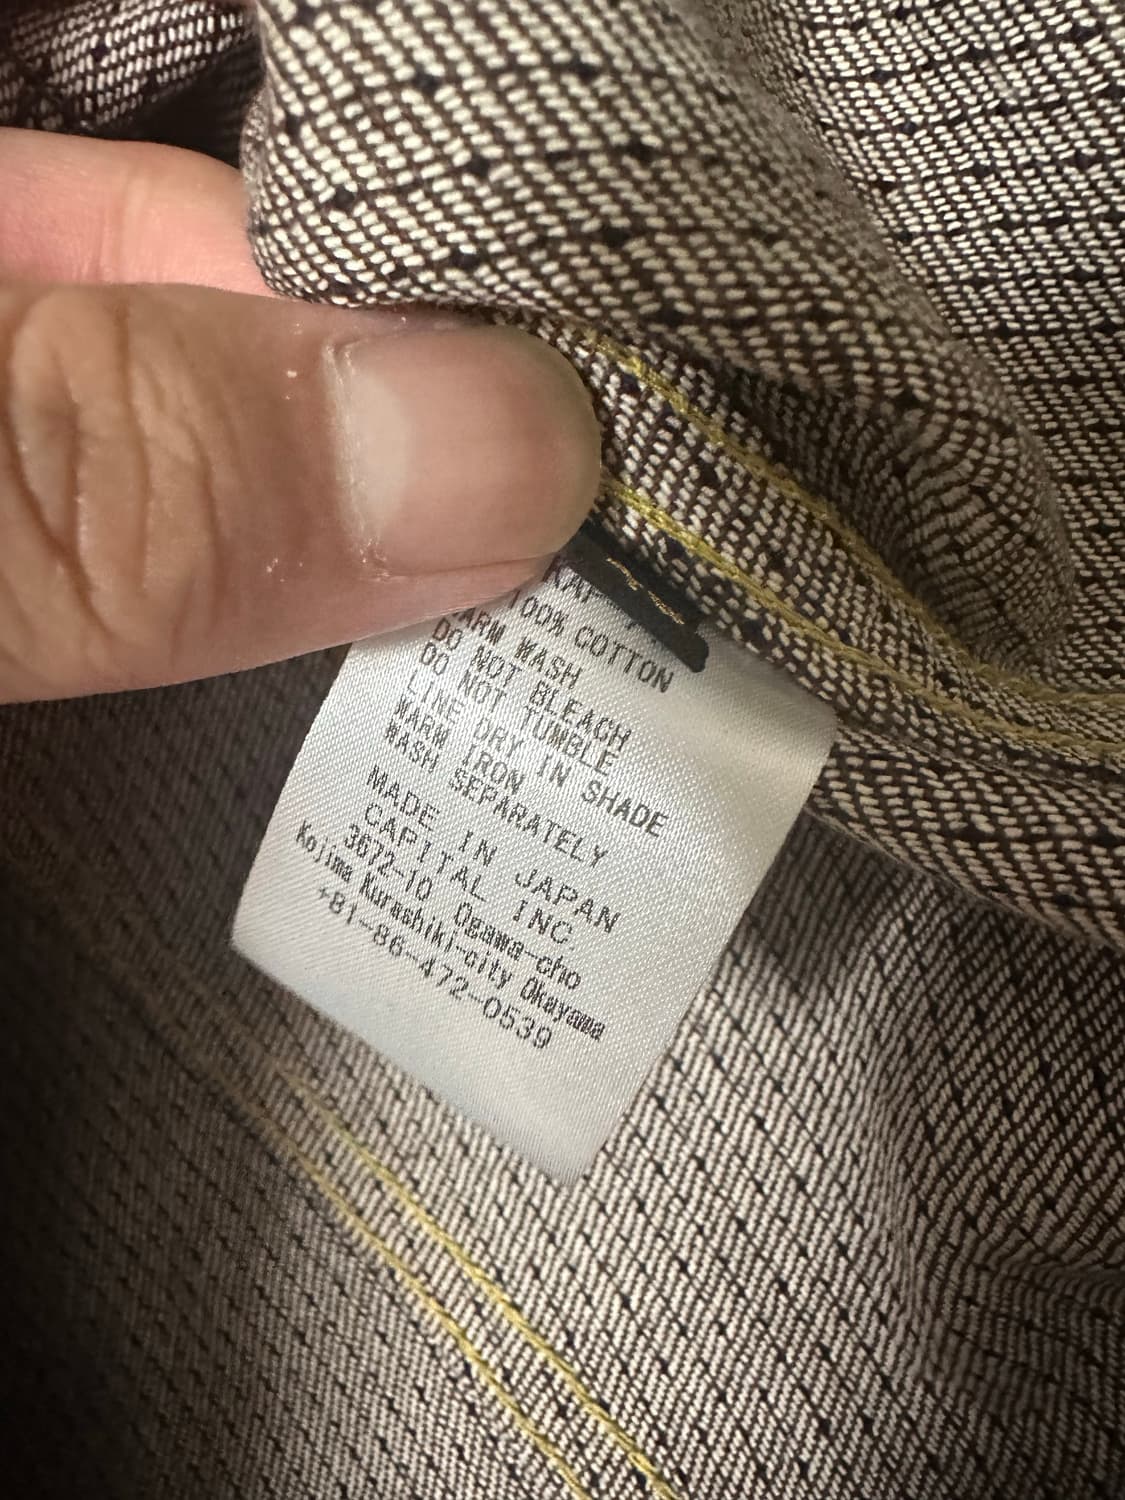 100% COTTON
WARM WASH
DO NOT BLEACH
DO NOT TUMBLE
LINE DRY IN SHADE
WARM IRON
WASH SEPARATELY
MADE IN JAPAN
CAPITAL INC.
3672-10 Ogawa-cho
Kojima Kurashiki-city Okayama
+81-86-472-0539